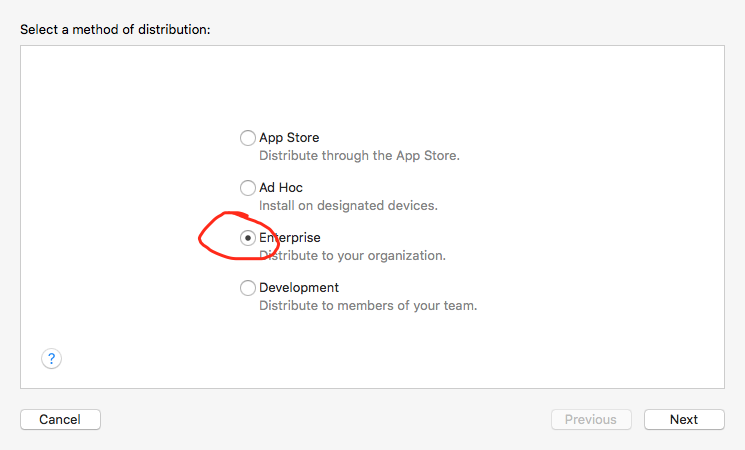 Select a method of distribution:
App Store
Distribute through the App Store.
Ad Hoc
Install on designated devices.
Enterprise
Distribute to your organization.
Development
Distribute to members of your team.
?
Cancel
Previous
Next